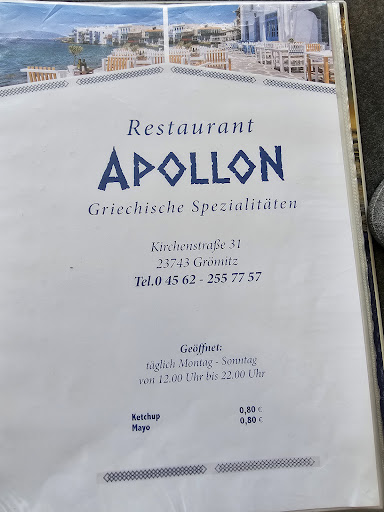 Restaurant
APOLLON
Griechische Spezialitäten
Kirchenstraße 31
23743 Grömitz
Tel.0 45 62 - 255 77 57
Geöffnet:
täglich Montag - Sonntag
von 12.00 Uhr bis 22.00 Uhr
Ketchup 0,80 €
Mayo 0,80 €